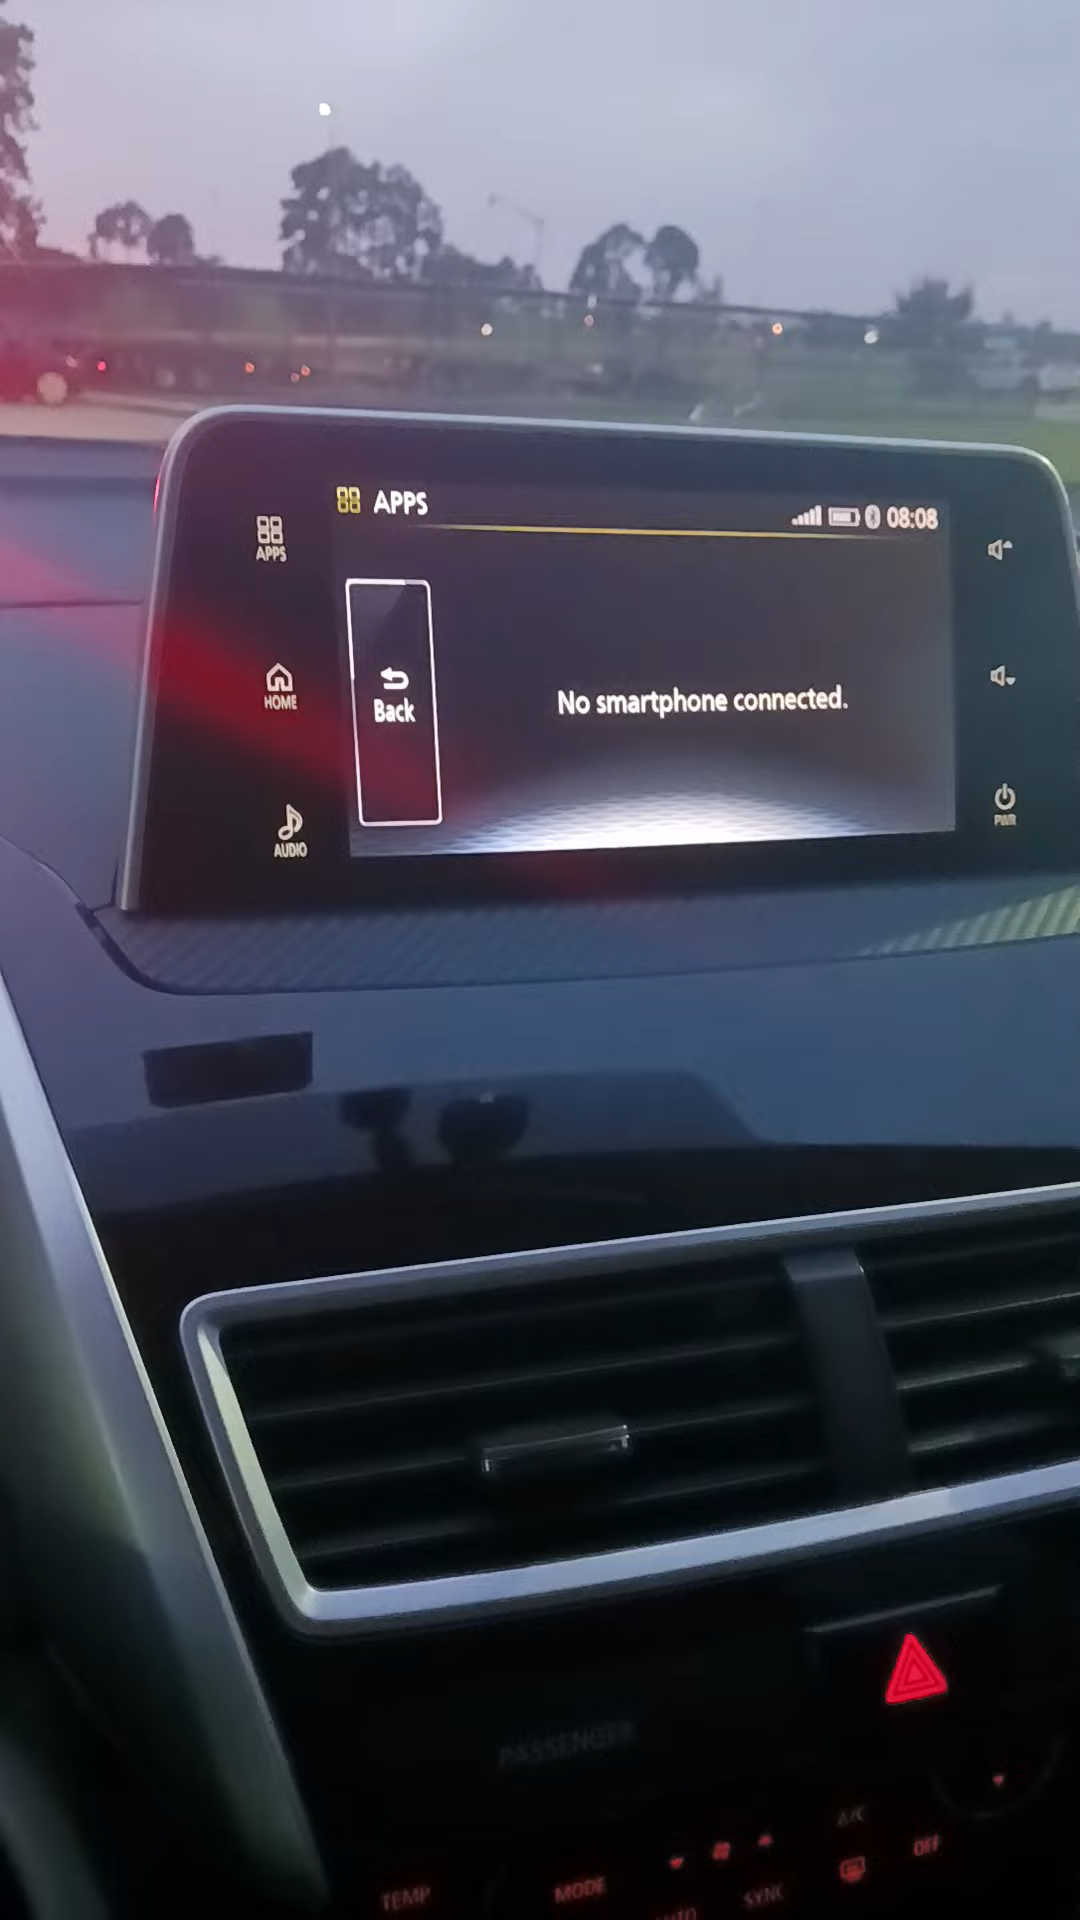 APPS
08:08
APPS
HOME
Back
No smartphone connected.
AUDIO
PWR
PASSENGER
A/C
OFF
TEMP
MODE
SYNC